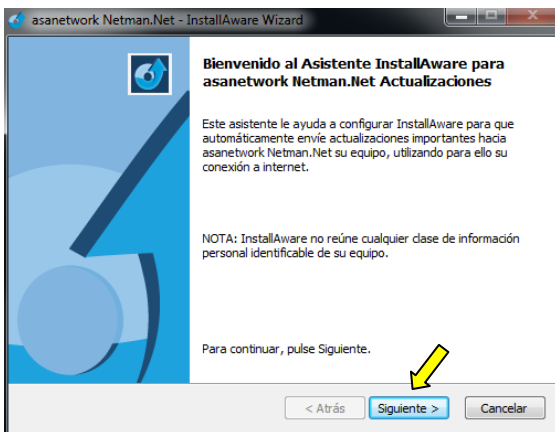 asanetwork Netman.Net - InstallAware Wizard
Bienvenido al Asistente InstallAware para
asanetwork Netman.Net Actualizaciones
Este asistente le ayuda a configurar InstallAware para que
automáticamente envíe actualizaciones importantes hacia
asanetwork Netman.Net su equipo, utilizando para ello su
conexión a internet.
NOTA: InstallAware no reúne cualquier clase de información
personal identificable de su equipo.
Para continuar, pulse Siguiente.
< Atrás Siguiente > Cancelar